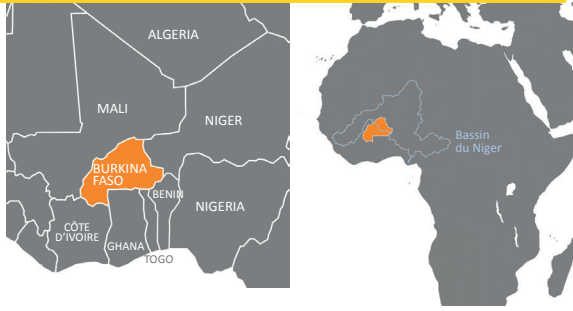 ALGERIA
MALI
NIGER
BURKINA
FASO
BENIN
NIGERIA
CÔTE
D'IVOIRE
GHANA
TOGO
Bassin
du Niger